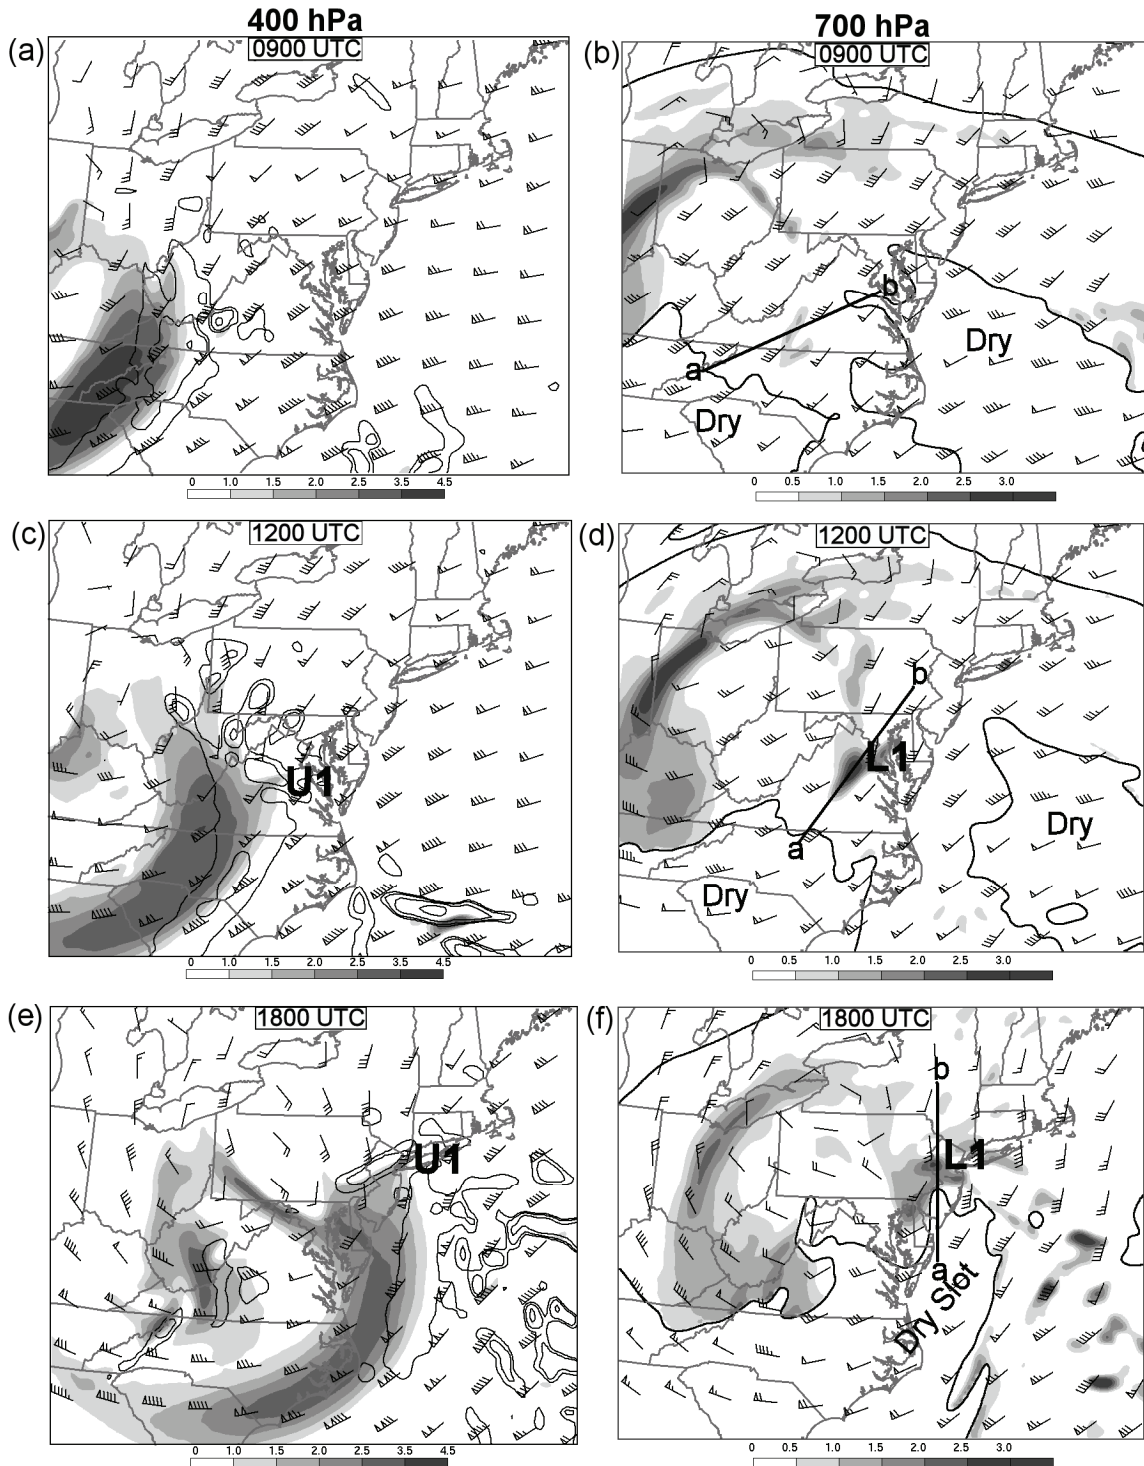 400 hPa
700 hPa
(a)
0900 UTC
0 1.0 1.5 2.0 2.5 3.5 4.5
(b)
0900 UTC
b
a
Dry
Dry
0 0.5 1.0 1.5 2.0 2.5 3.0
(c)
1200 UTC
U1
0 1.0 1.5 2.0 2.5 3.5 4.5
(d)
1200 UTC
b
L1
a
Dry
Dry
0 0.5 1.0 1.5 2.0 2.5 3.0
(e)
1800 UTC
U1
0 1.0 1.5 2.0 2.5 3.5 4.5
(f)
1800 UTC
b
L1
a
Dry Slot
0 0.5 1.0 1.5 2.0 2.5 3.0